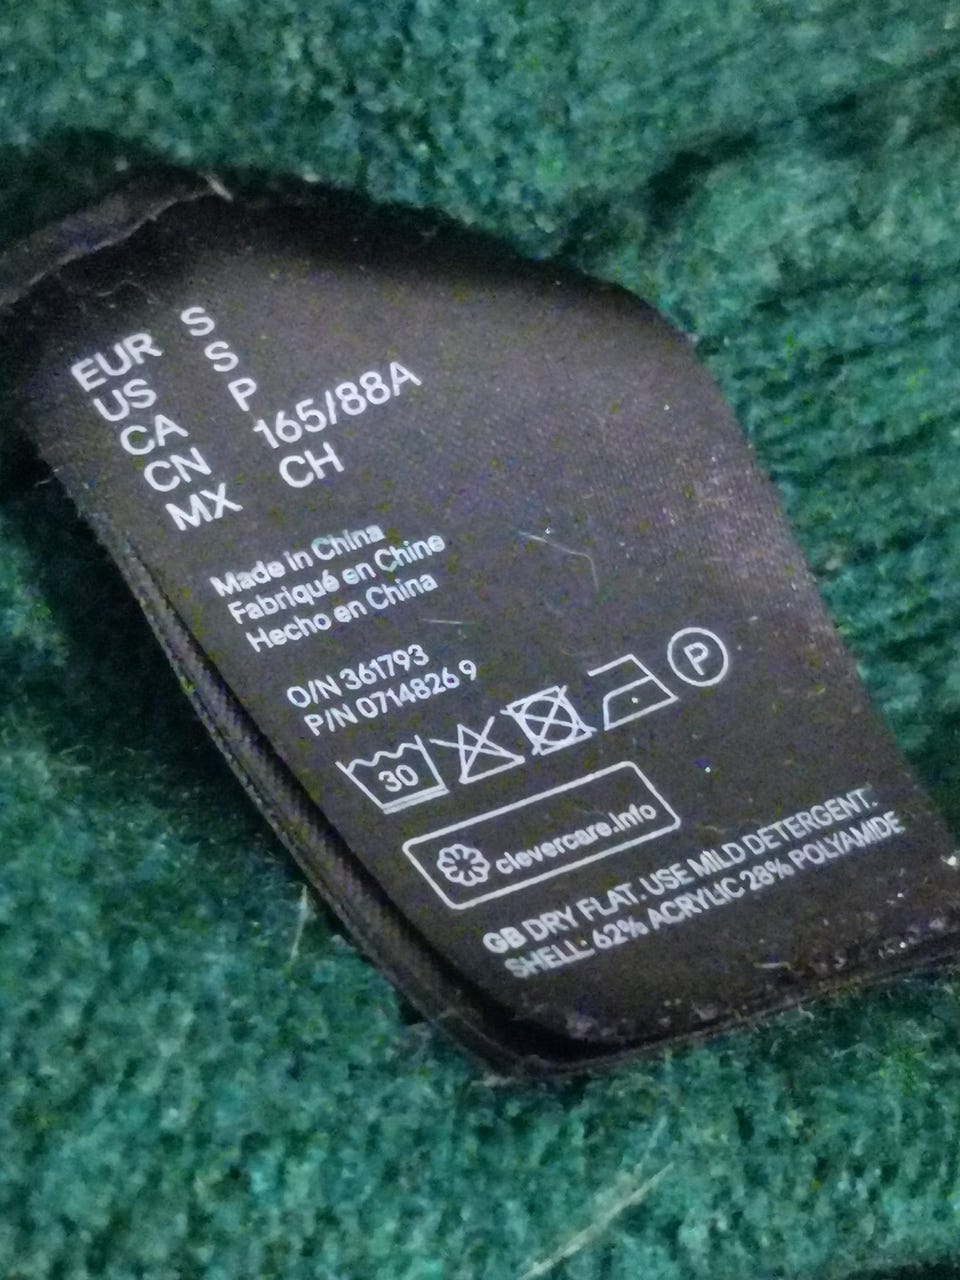 EUR S
US S
CA P
CN 165/88A
MX CH
Made in China
Fabriqué en Chine
Hecho en China
O/N 361793
P/N 0714826 9
30 P
clevercare.info
GB DRY FLAT. USE MILD DETERGENT.
SHELL: 62% ACRYLIC 28% POLYAMIDE